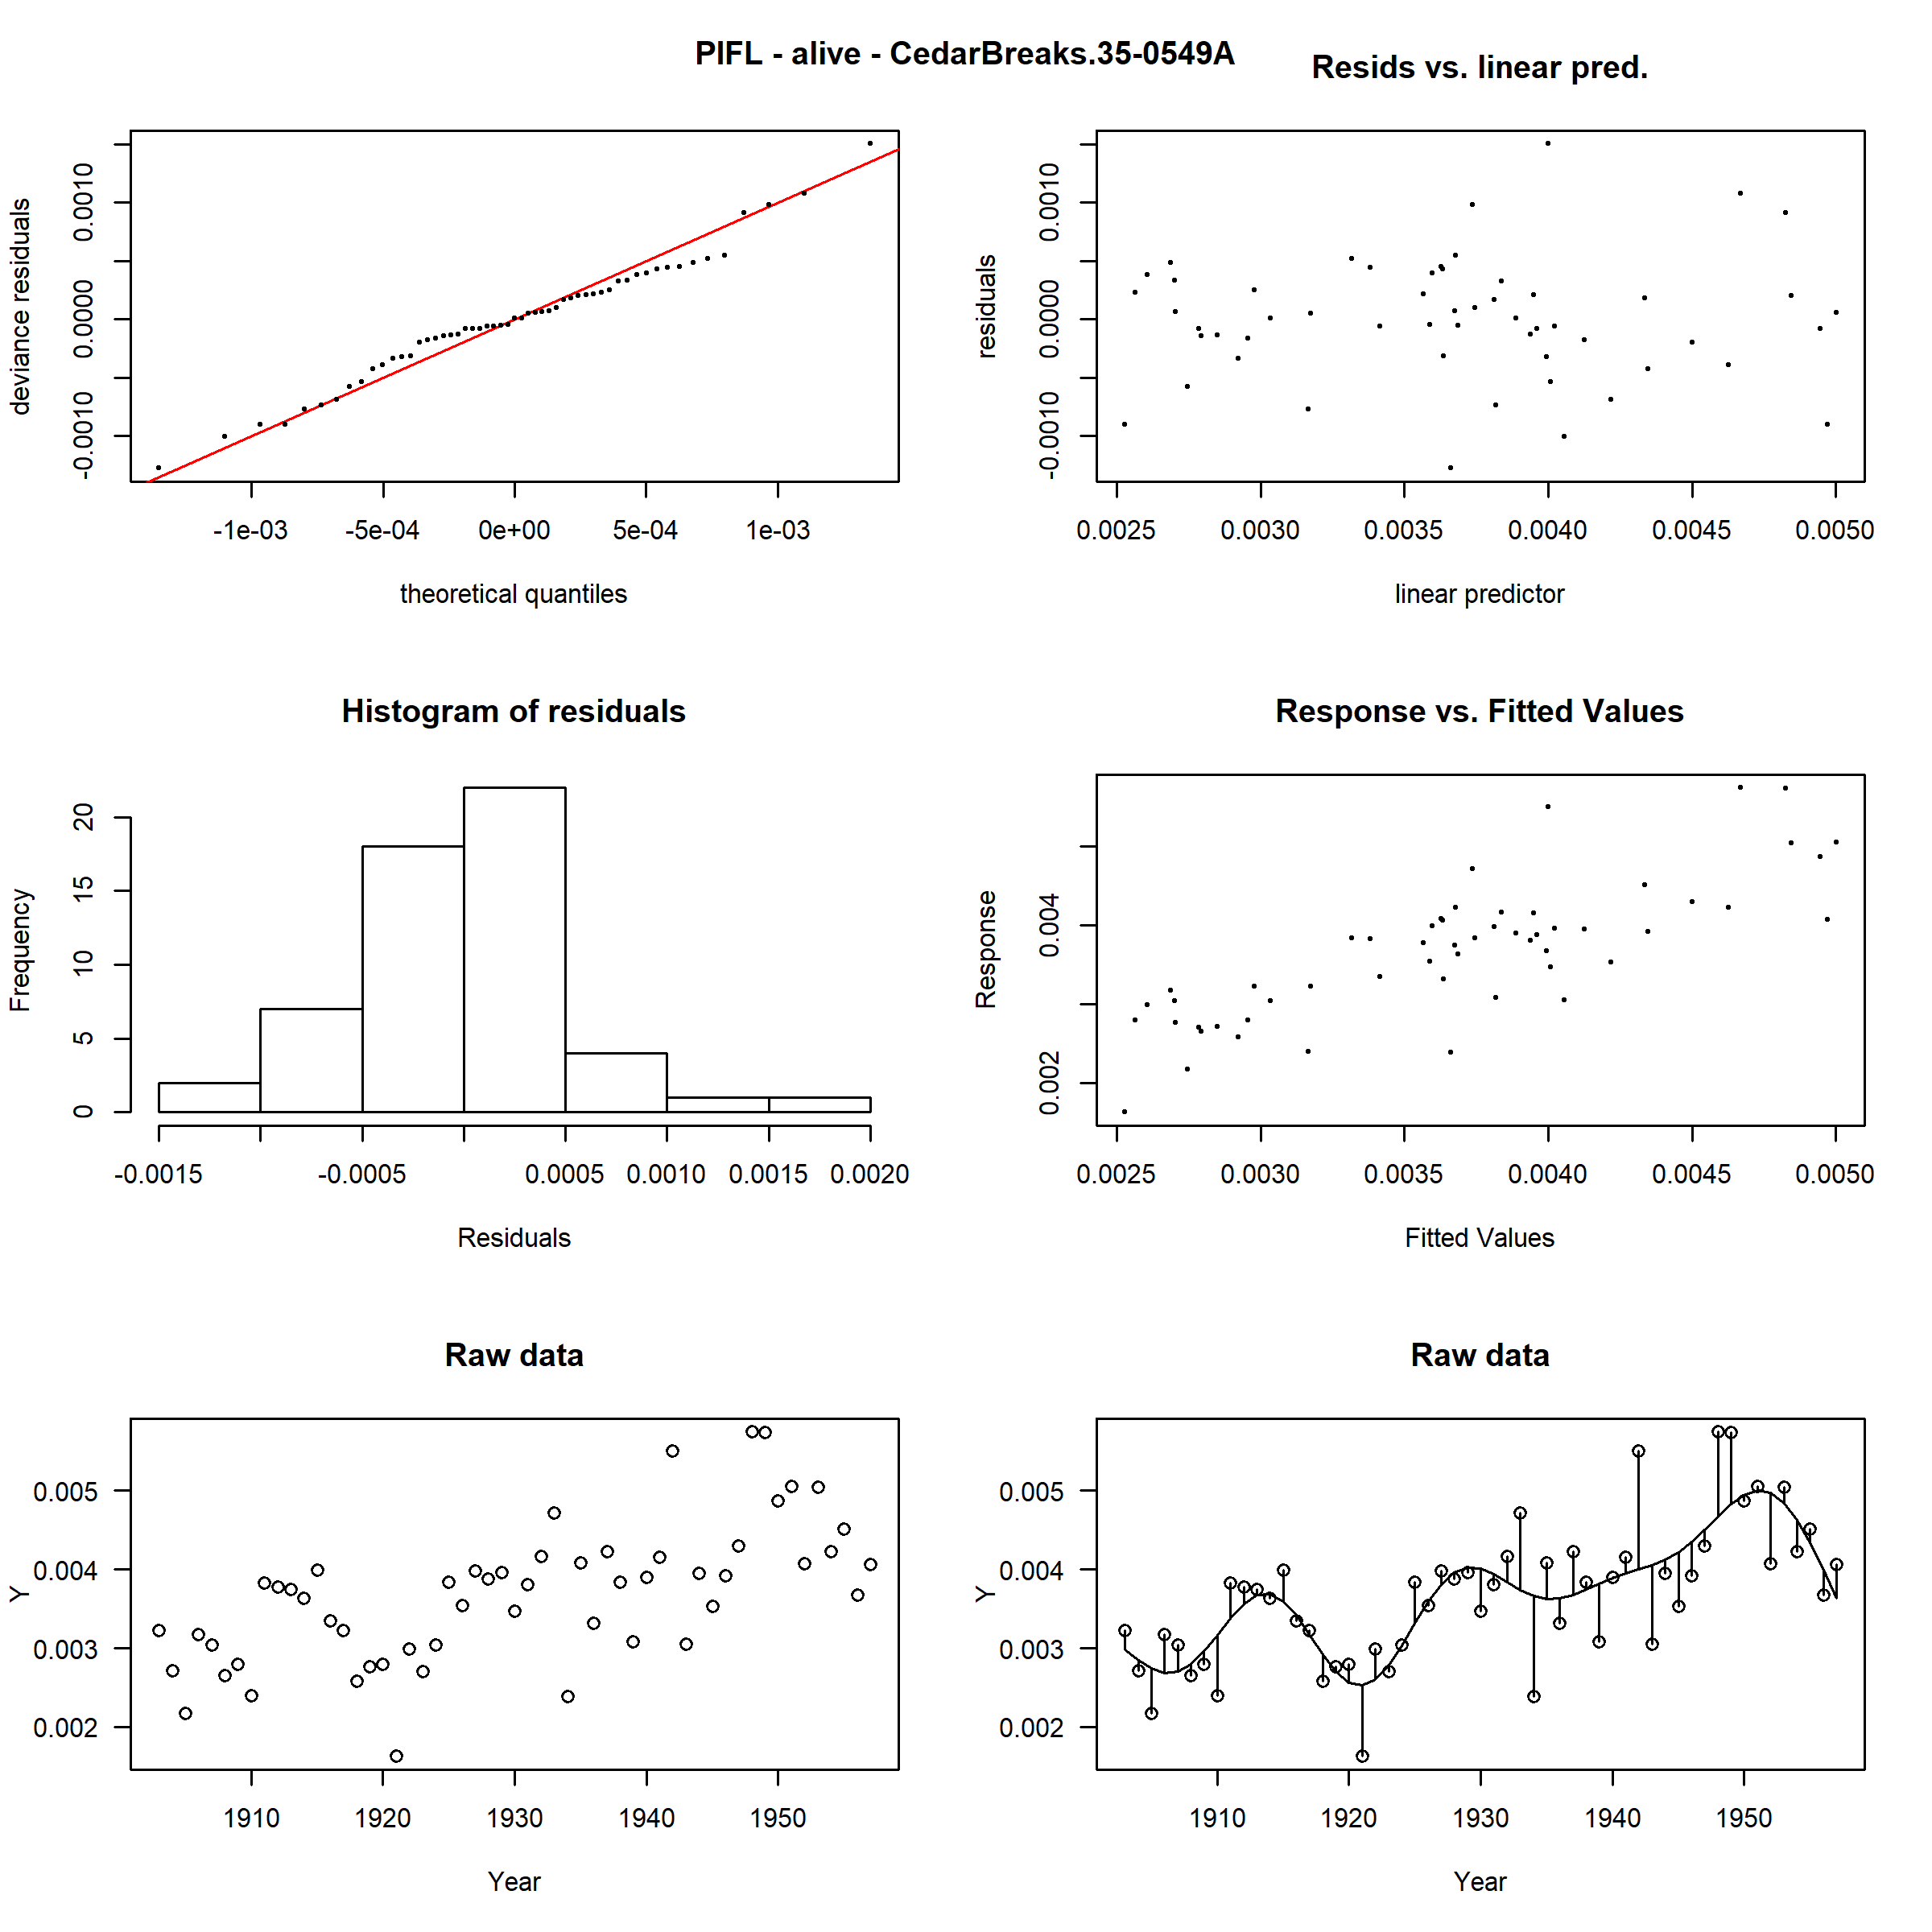 PIFL - alive - CedarBreaks.35-0549A
Resids vs. linear pred.
deviance residuals
-0.0010 0.0000 0.0010
-1e-03 -5e-04 0e+00 5e-04 1e-03
theoretical quantiles
residuals
-0.0010 0.0000 0.0010
0.0025 0.0030 0.0035 0.0040 0.0045 0.0050
linear predictor
Histogram of residuals
Frequency
0 5 10 15 20
-0.0015 -0.0005 0.0005 0.0010 0.0015 0.0020
Residuals
Response vs. Fitted Values
Response
0.002 0.004
0.0025 0.0030 0.0035 0.0040 0.0045 0.0050
Fitted Values
Raw data
Y
0.005
0.004
0.003
0.002
1910 1920 1930 1940 1950
Year
Raw data
Y
0.005
0.004
0.003
0.002
1910 1920 1930 1940 1950
Year